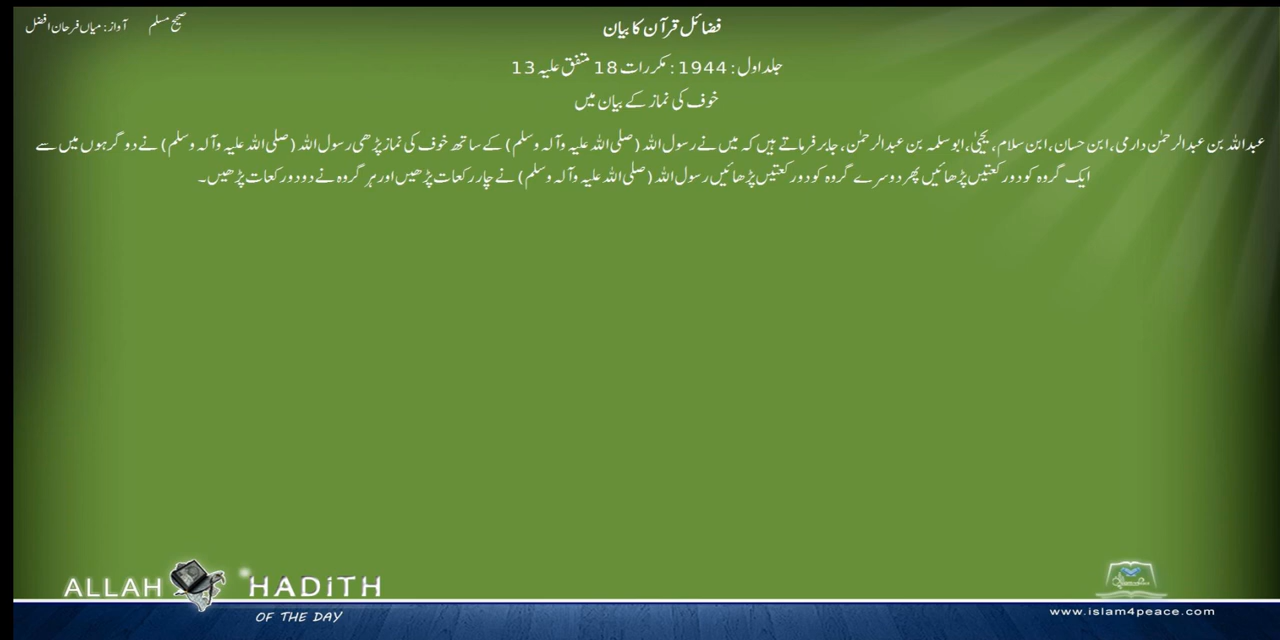 فضائل قرآن کا بیان
صحیح مسلم آواز: میاں فرحان افضل
جلد اول : 1944 : مکررات 18 متفق علیہ 13
خوف کی نماز کے بیان میں
عبداللہ بن عبدالرحمٰن دارمی، ابن حسان، ابن سلام، یحییٰ، ابوسلمہ بن عبدالرحمٰن، جابر فرماتے ہیں کہ میں نے رسول اللہ (صلی اللہ علیہ وآلہ وسلم) کے ساتھ خوف کی نماز پڑھی رسول اللہ (صلی اللہ علیہ وآلہ وسلم) نے دو گرہوں میں سے
ایک گروہ کو دو رکعتیں پڑھائیں پھر دوسرے گروہ کو دو رکعتیں پڑھائیں رسول اللہ (صلی اللہ علیہ وآلہ وسلم) نے چار رکعات پڑھیں اور ہر گروہ نے دو دو رکعات پڑھیں۔
ALLAH HADITH
OF THE DAY
www.islam4peace.com